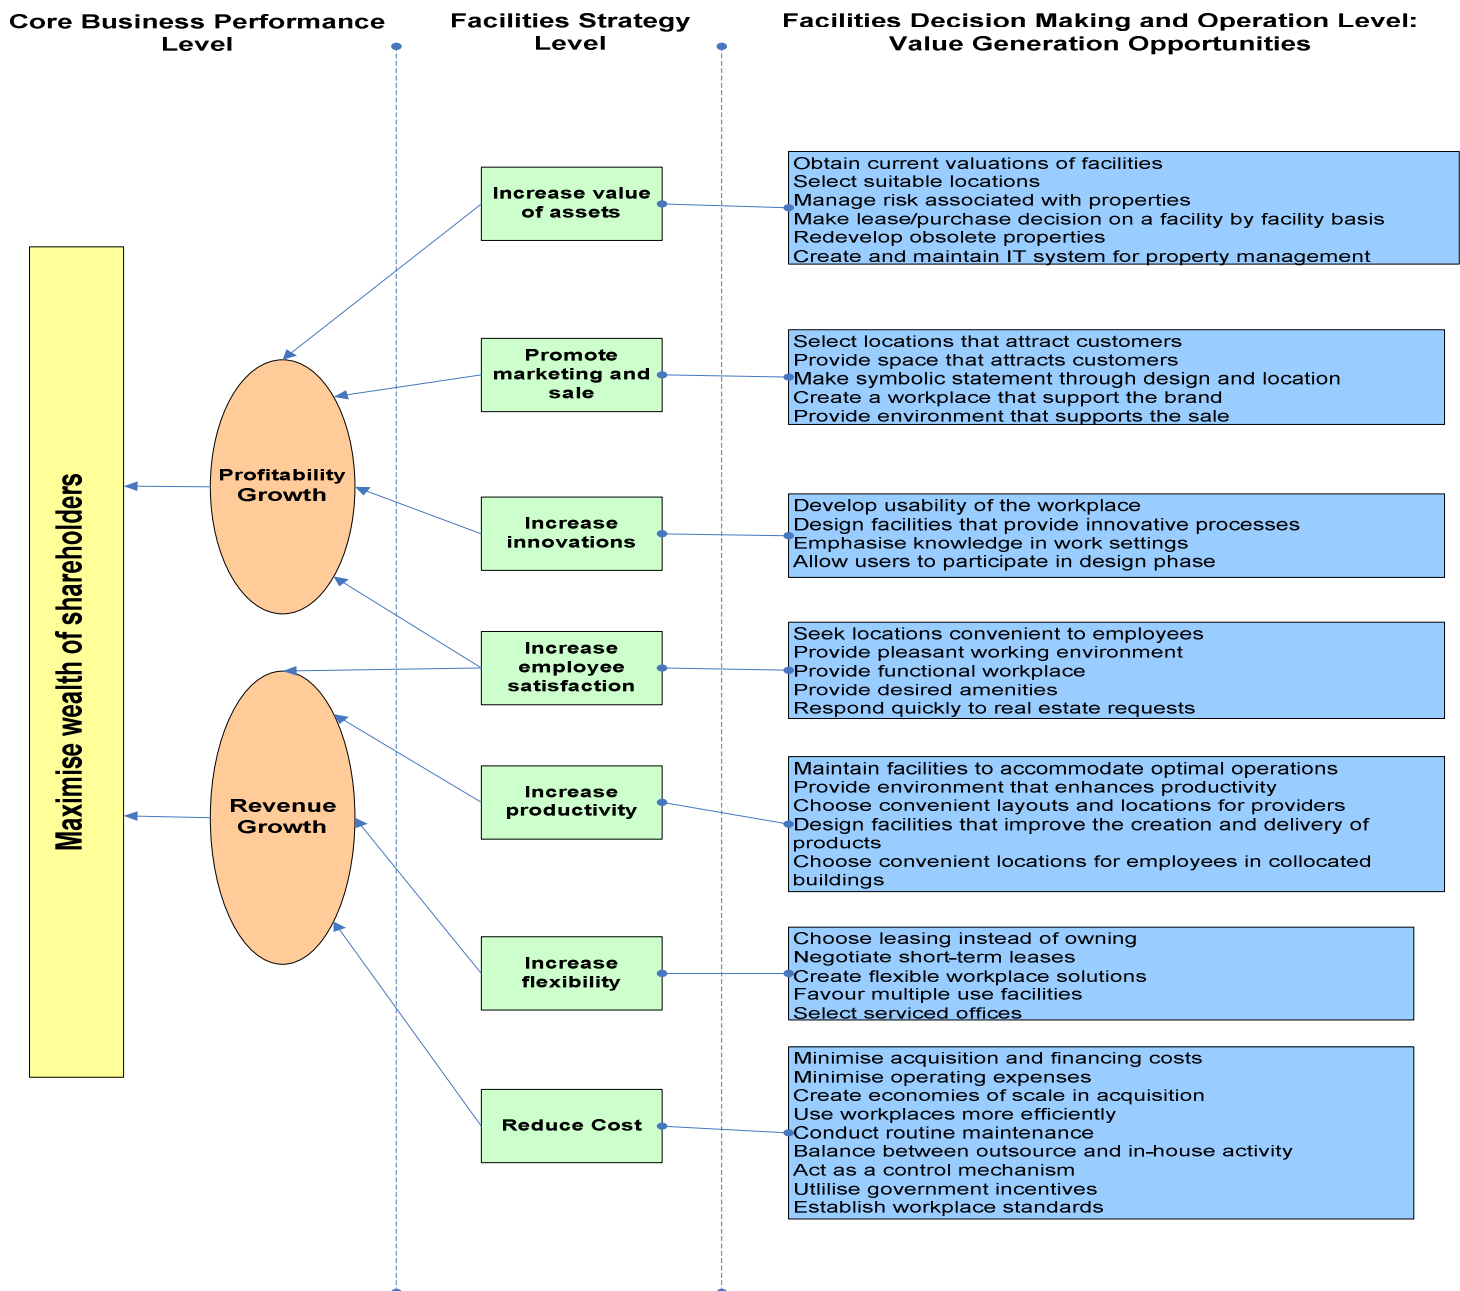 Core Business Performance
Level
Facilities Strategy
Level
Facilities Decision Making and Operation Level:
Value Generation Opportunities
Maximise wealth of shareholders
Profitability
Growth
Revenue
Growth
Increase value
of assets
Obtain current valuations of facilities
Select suitable locations
Manage risk associated with properties
Make lease/purchase decision on a facility by facility basis
Redevelop obsolete properties
Create and maintain IT system for property management
Promote
marketing and
sale
Select locations that attract customers
Provide space that attracts customers
Make symbolic statement through design and location
Create a workplace that support the brand
Provide environment that supports the sale
Increase
innovations
Develop usability of the workplace
Design facilities that provide innovative processes
Emphasise knowledge in work settings
Allow users to participate in design phase
Increase
employee
satisfaction
Seek locations convenient to employees
Provide pleasant working environment
Provide functional workplace
Provide desired amenities
Respond quickly to real estate requests
Increase
productivity
Maintain facilities to accommodate optimal operations
Provide environment that enhances productivity
Choose convenient layouts and locations for providers
Design facilities that improve the creation and delivery of
products
Choose convenient locations for employees in collocated
buildings
Increase
flexibility
Choose leasing instead of owning
Negotiate short-term leases
Create flexible workplace solutions
Favour multiple use facilities
Select serviced offices
Reduce Cost
Minimise acquisition and financing costs
Minimise operating expenses
Create economies of scale in acquisition
Use workplaces more efficiently
Conduct routine maintenance
Balance between outsource and in-house activity
Act as a control mechanism
Utlilise government incentives
Establish workplace standards